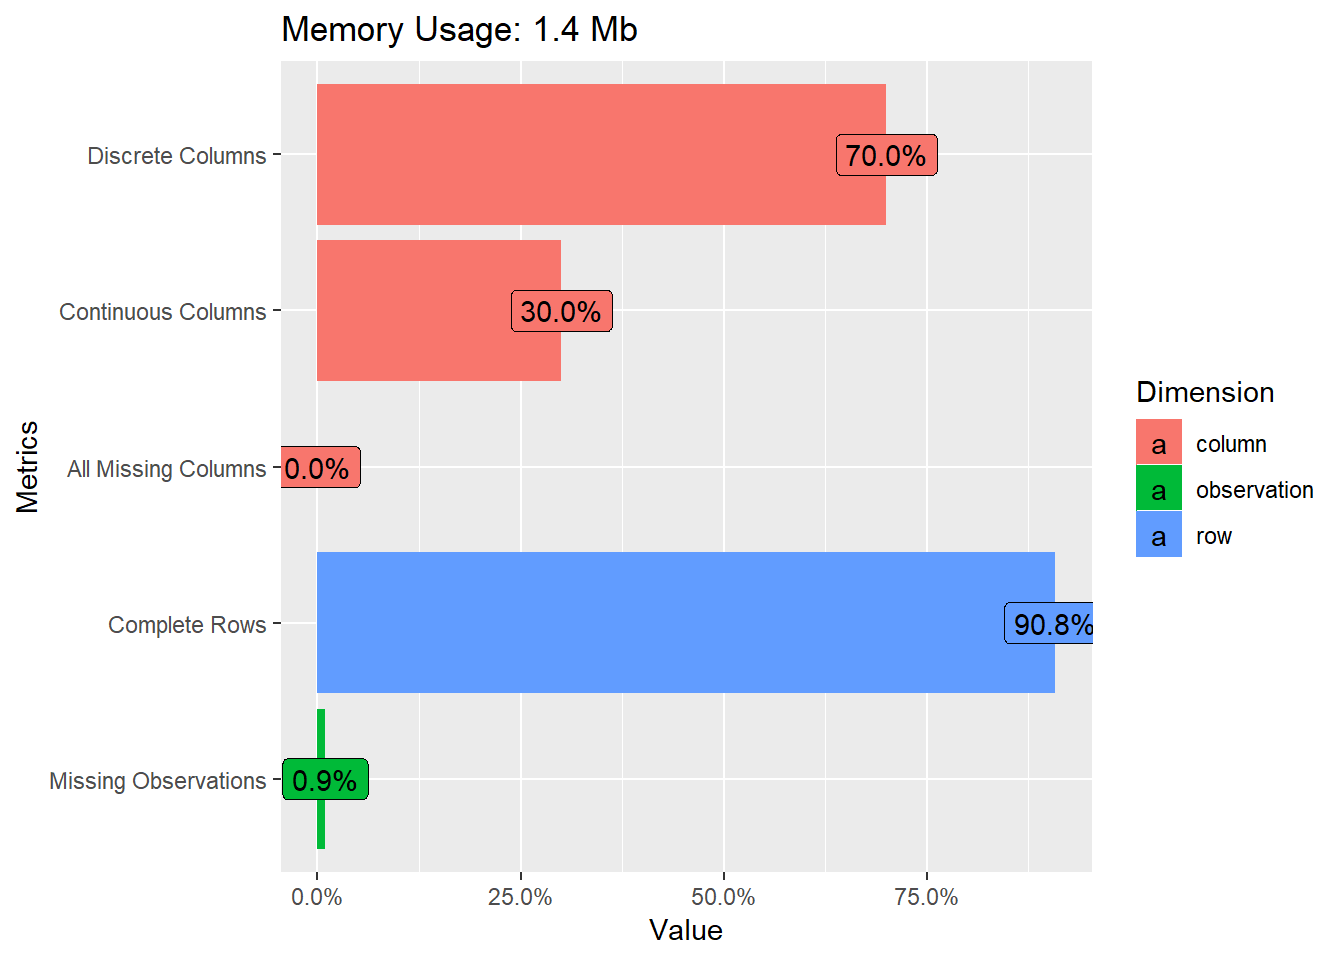 Memory Usage: 1.4 Mb
Discrete Columns
70.0%
Continuous Columns
30.0%
All Missing Columns
0.0%
Complete Rows
90.8%
Missing Observations
0.9%
Metrics
0.0%
25.0%
50.0%
75.0%
Value
Dimension
a column
a observation
a row